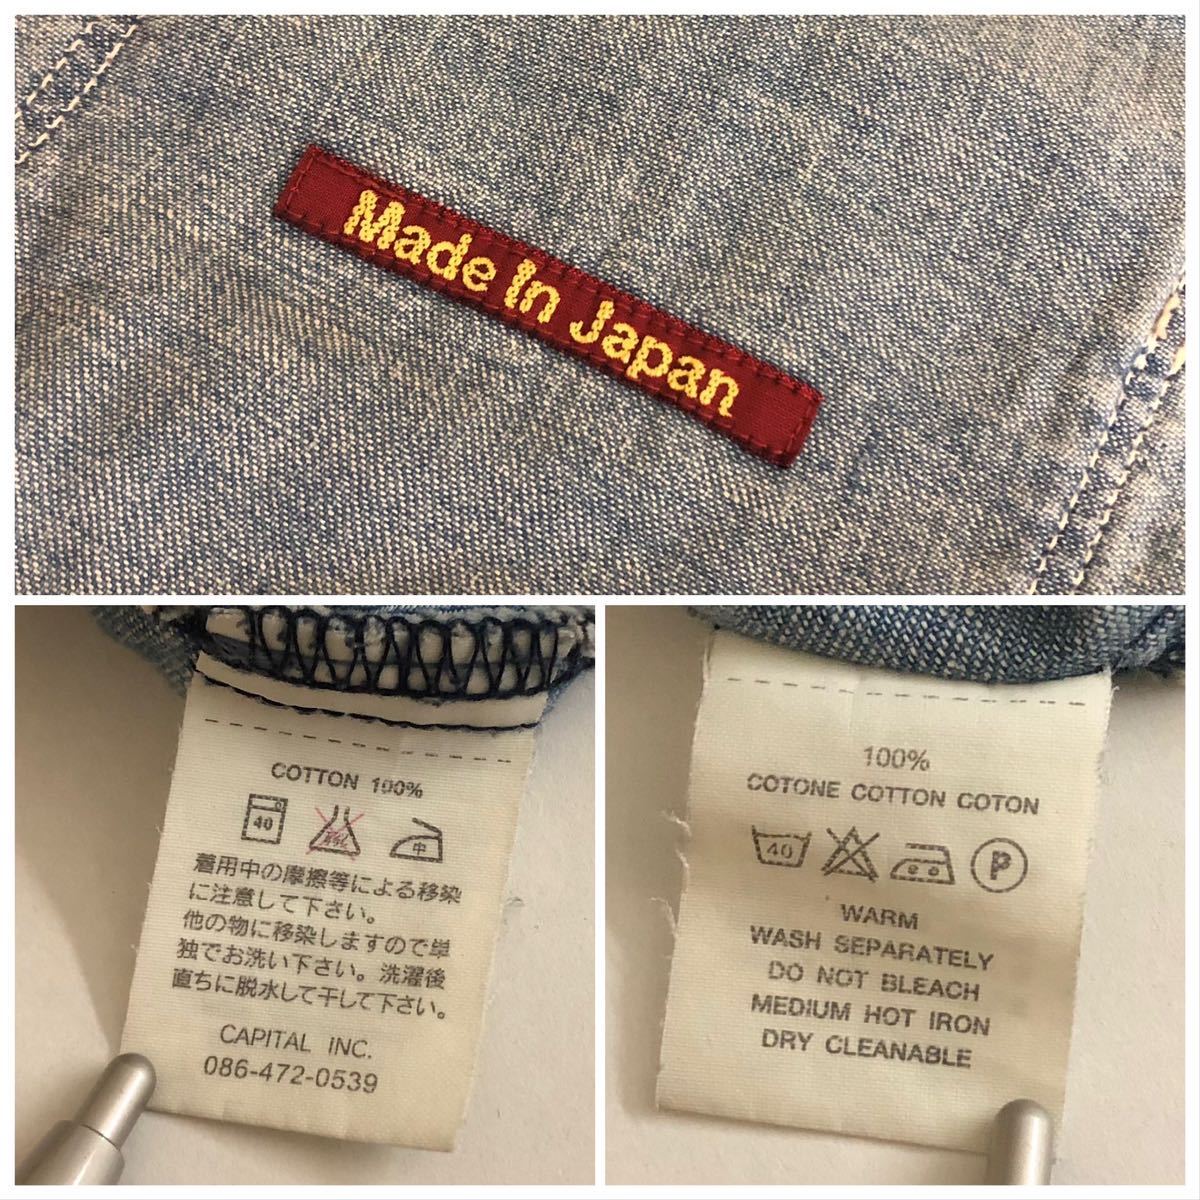 Made In Japan
COTTON 100%
40 中
着用中の摩擦等による移染
に注意して下さい。
他の物に移染しますので単
独でお洗い下さい。洗濯後
直ちに脱水して干して下さい。
CAPITAL INC.
086-472-0539
100%
COTONE COTTON COTON
40 P
WARM
WASH SEPARATELY
DO NOT BLEACH
MEDIUM HOT IRON
DRY CLEANABLE